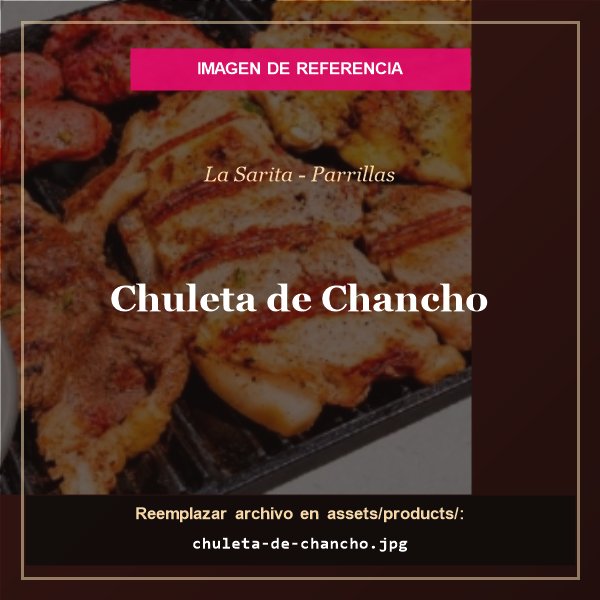 IMAGEN DE REFERENCIA
La Sarita - Parrillas
Chuleta de Chancho
Reemplazar archivo en assets/products/:
chuleta-de-chancho.jpg